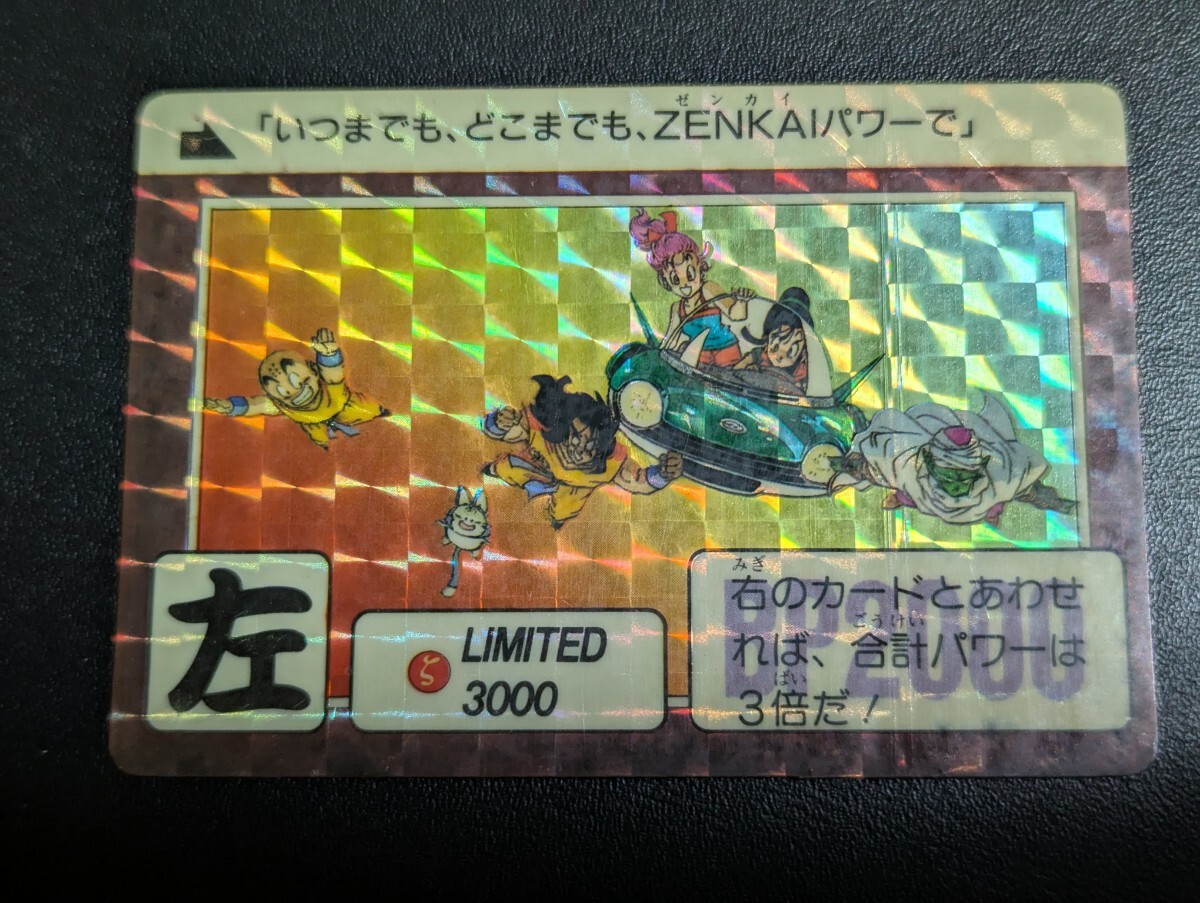 ゼンカイ
「いつまでも、どこまでも、ZENKAIパワーで」
左
ζ
LIMITED
3000
BP2000
みぎ
右のカードとあわせ
ごうけい
れば、合計パワーは
ばい
3倍だ!